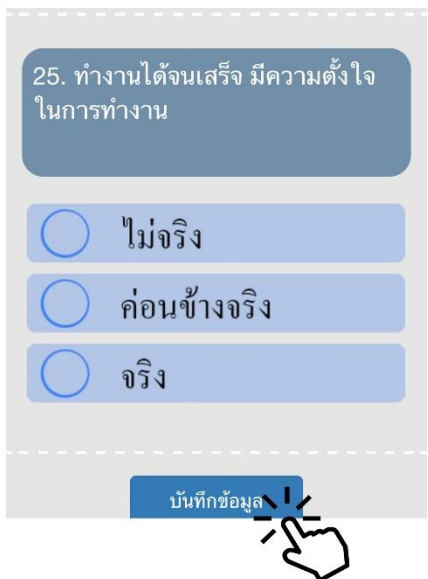 25. ทำงานได้จนเสร็จ มีความตั้งใจ
ในการทำงาน
ไม่จริง
ค่อนข้างจริง
จริง
บันทึกข้อมูล